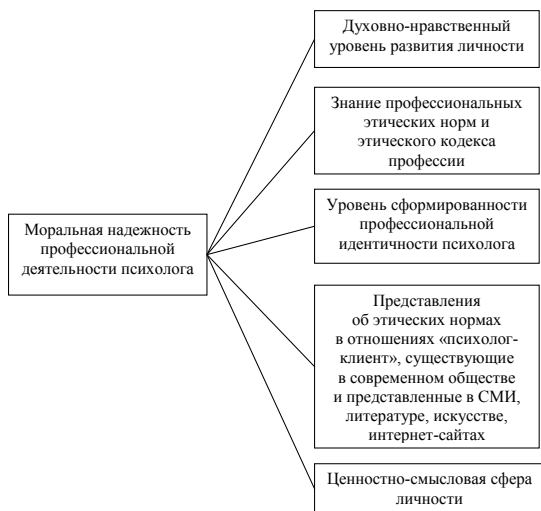 Духовно-нравственный
уровень развития личности
Знание профессиональных
этических норм и
этического кодекса
профессии
Уровень сформированности
профессиональной
идентичности психолога
Моральная надежность
профессиональной
деятельности психолога
Представления
об этических нормах
в отношениях «психолог-
клиент», существующие
в современном обществе
и представленные в СМИ,
литературе, искусстве,
интернет-сайтах
Ценностно-смысловая сфера
личности